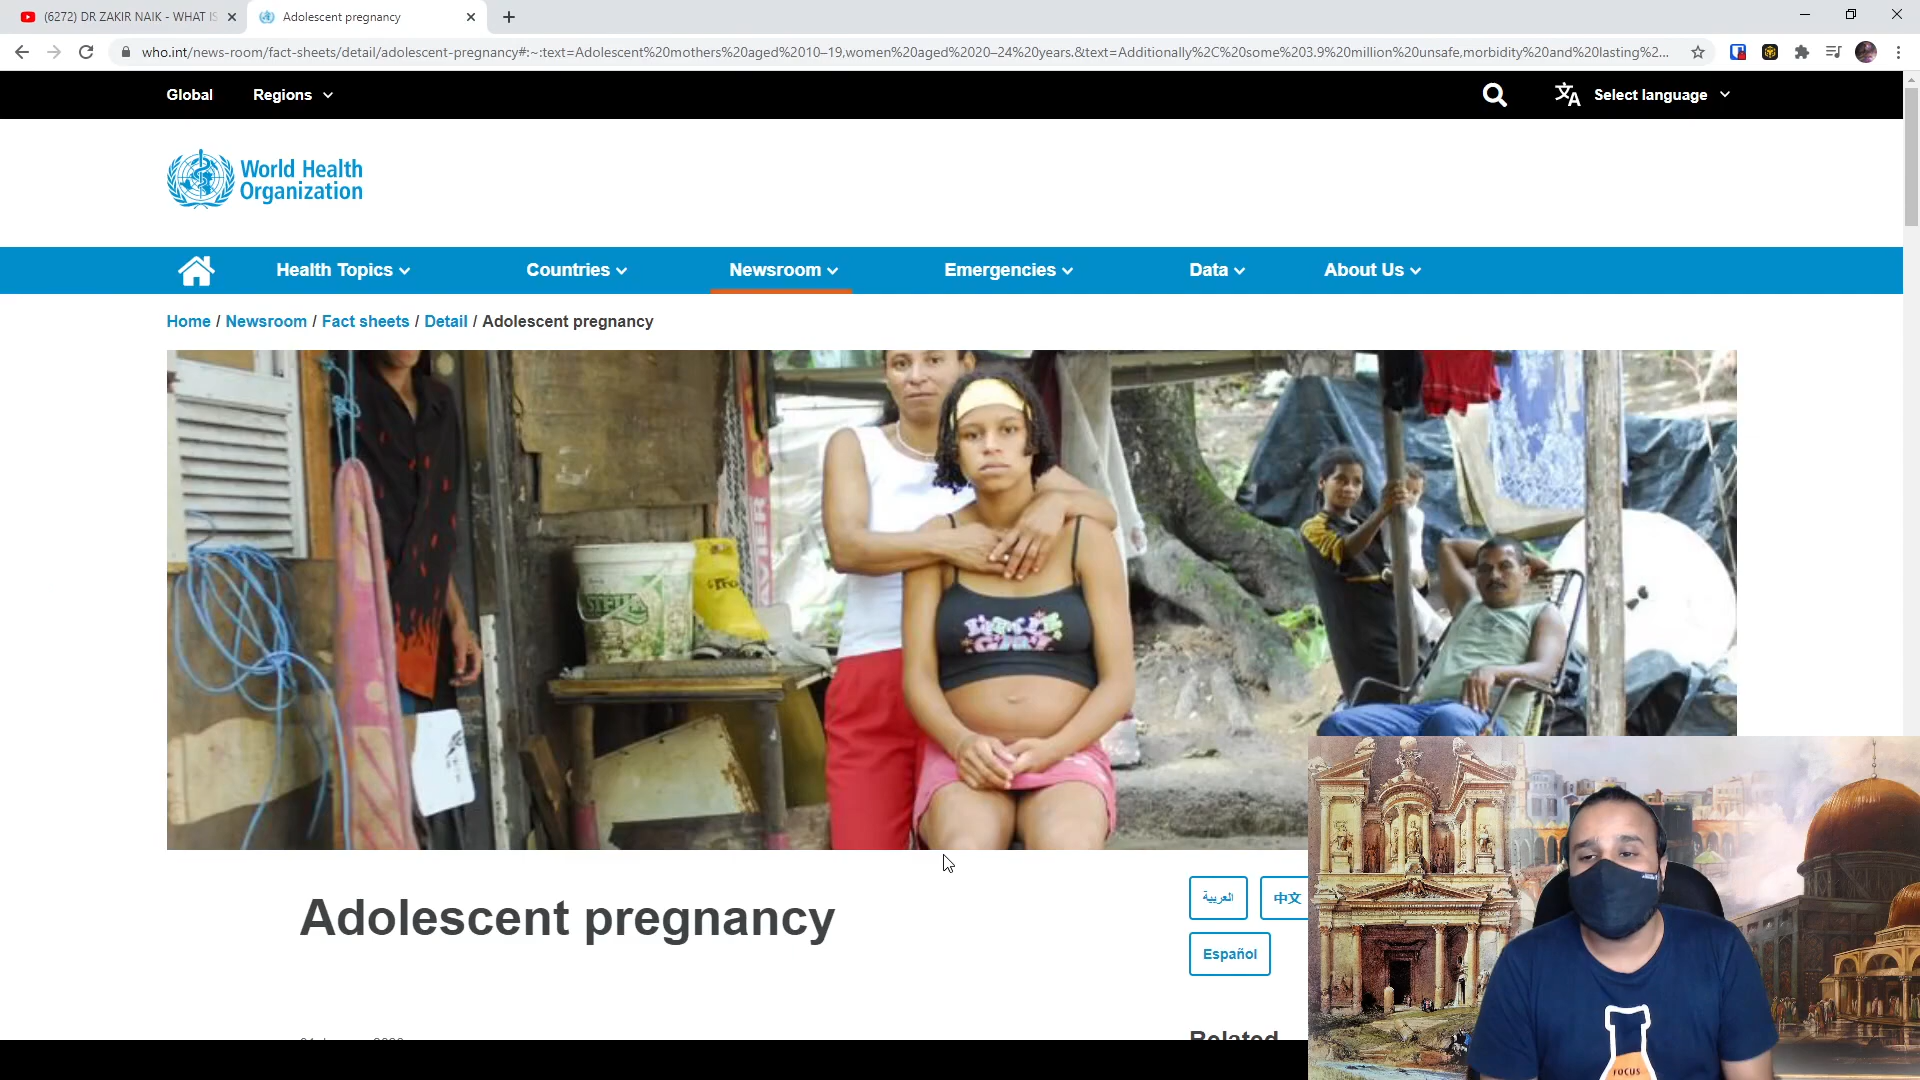 (6272) DR ZAKIR NAIK - WHAT IS
Adolescent pregnancy
who.int/news-room/fact-sheets/detail/adolescent-pregnancy#:~:text=Adolescent%20mothers%20aged%2010–19,women%20aged%2020–24%20years.&text=Additionally%2C%20some%203.9%20million%20unsafe,morbidity%20and%20lasting%2...
Global Regions Select language
World Health
Organization
Health Topics Countries Newsroom Emergencies Data About Us
Home / Newsroom / Fact sheets / Detail / Adolescent pregnancy
Adolescent pregnancy
العربية 中文
Español
Related
FOCUS